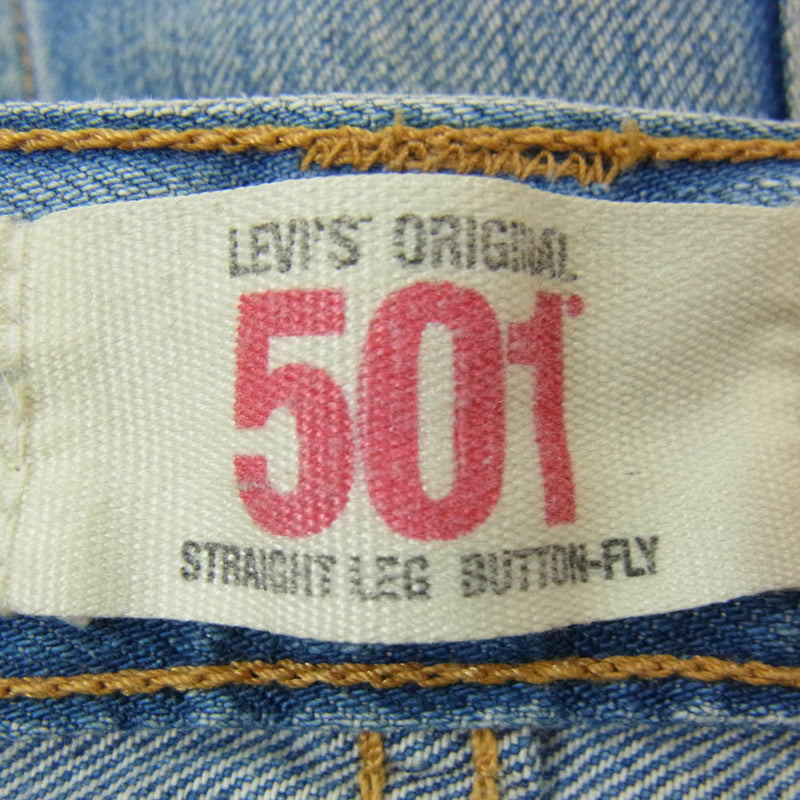 LEVI'S ORIGINAL
501®
STRAIGHT LEG BUTTON-FLY